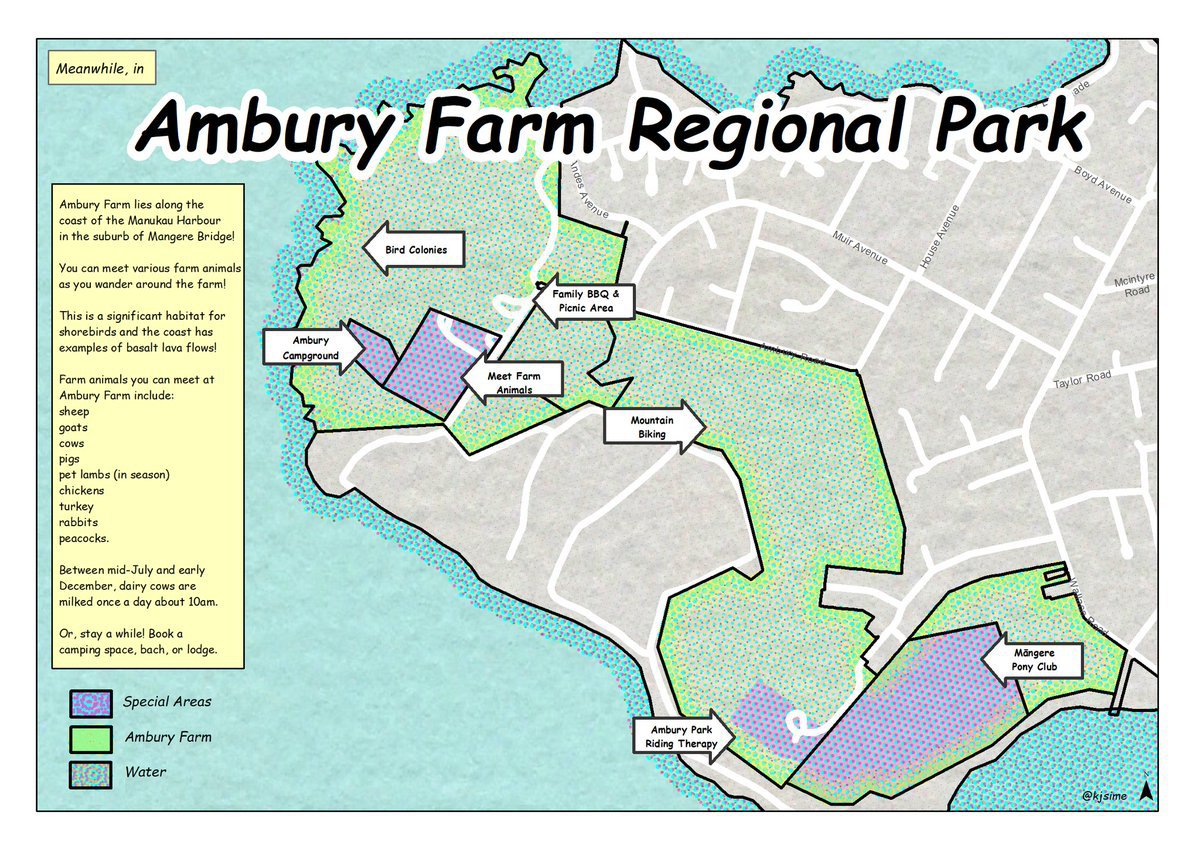 Meanwhile, in
Ambury Farm Regional Park
Ambury Farm lies along the
coast of the Manukau Harbour
in the suburb of Mangere Bridge!
You can meet various farm animals
as you wander around the farm!
This is a significant habitat for
shorebirds and the coast has
examples of basalt lava flows!
Farm animals you can meet at
Ambury Farm include:
sheep
goats
cows
pigs
pet lambs (in season)
chickens
turkey
rabbits
peacocks.
Between mid-July and early
December, dairy cows are
milked once a day about 10am.
Or, stay a while! Book a
camping space, bach, or lodge.
Special Areas
Ambury Farm
Water
Bird Colonies
Family BBQ &
Picnic Area
Ambury
Campground
Meet Farm
Animals
Mountain
Biking
Māngere
Pony Club
Ambury Park
Riding Therapy
Avenue
Muir Avenue
House Avenue
Boyd Avenue
McIntyre
Road
Taylor Road
Ambury Road
Wallace Road
@kjsime
N